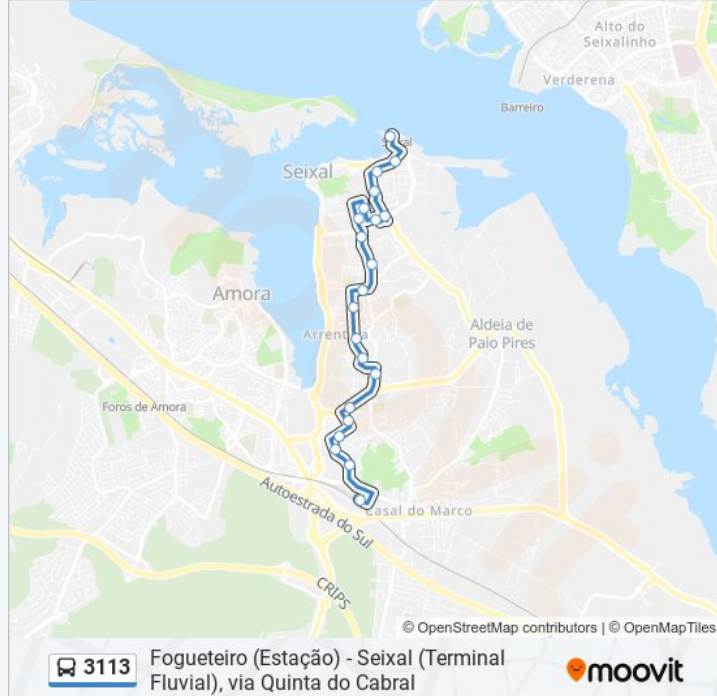 Alto do
Seixalinho
Verderena
Barreiro
Seixal
Amora
Arrentela
Aldeia de
Paio Pires
Foros de Amora
Autoestrada do Sul
Casal do Marco
CRIPS
© OpenStreetMap contributors | © OpenMapTiles
3113
Fogueteiro (Estação) - Seixal (Terminal
Fluvial), via Quinta do Cabral
moovit